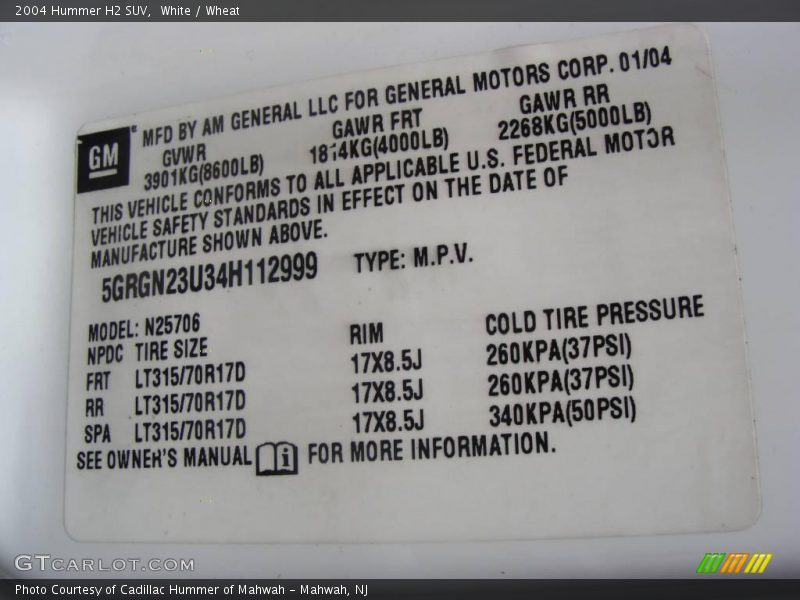 2004 Hummer H2 SUV, White / Wheat
GM
MFD BY AM GENERAL LLC FOR GENERAL MOTORS CORP. 01/04
GVWR GAWR FRT GAWR RR
3901KG(8600LB) 1814KG(4000LB) 2268KG(5000LB)
THIS VEHICLE CONFORMS TO ALL APPLICABLE U.S. FEDERAL MOTOR
VEHICLE SAFETY STANDARDS IN EFFECT ON THE DATE OF
MANUFACTURE SHOWN ABOVE.
5GRGN23U34H112999 TYPE: M.P.V.
MODEL: N25706
NPDC TIRE SIZE RIM COLD TIRE PRESSURE
FRT LT315/70R17D 17X8.5J 260KPA(37PSI)
RR LT315/70R17D 17X8.5J 260KPA(37PSI)
SPA LT315/70R17D 17X8.5J 340KPA(50PSI)
SEE OWNER'S MANUAL i FOR MORE INFORMATION.
GTCARLOT.COM
Photo Courtesy of Cadillac Hummer of Mahwah - Mahwah, NJ